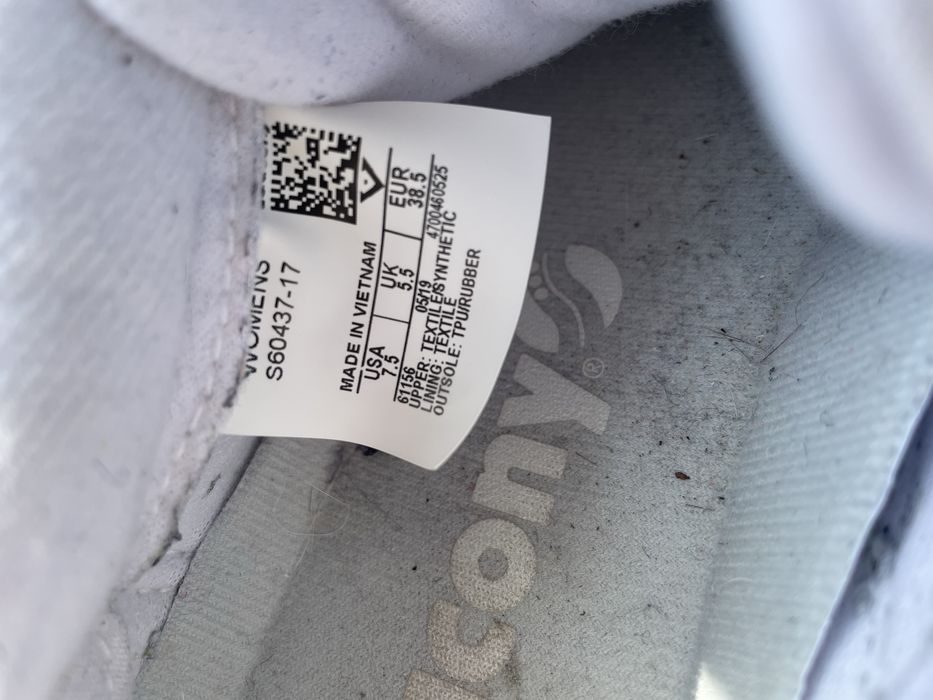 WOMENS
S60437-17
MADE IN VIETNAM
USA UK EUR
7.5 5.5 38.5
61156 05/19 4700460525
UPPER: TEXTILE/SYNTHETIC
LINING: TEXTILE
OUTSOLE: TPU/RUBBER
cony®